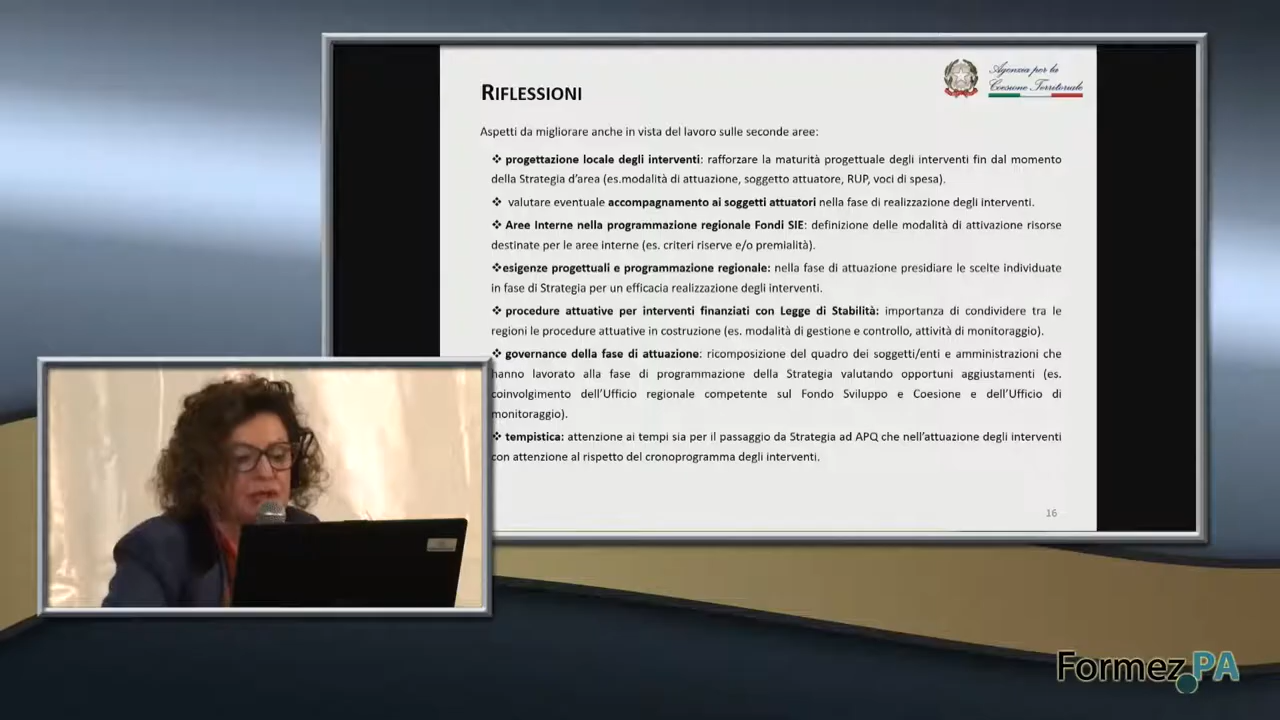 RIFLESSIONI
Agenzia per la
Coesione Territoriale
Aspetti da migliorare anche in vista del lavoro sulle seconde aree:
❖ progettazione locale degli interventi: rafforzare la maturità progettuale degli interventi fin dal momento
della Strategia d'area (es.modalità di attuazione, soggetto attuatore, RUP, voci di spesa).
❖ valutare eventuale accompagnamento ai soggetti attuatori nella fase di realizzazione degli interventi.
❖ Aree Interne nella programmazione regionale Fondi SIE: definizione delle modalità di attivazione risorse
destinate per le aree interne (es. criteri riserve e/o premialità).
❖esigenze progettuali e programmazione regionale: nella fase di attuazione presidiare le scelte individuate
in fase di Strategia per un efficacia realizzazione degli interventi.
❖ procedure attuative per interventi finanziati con Legge di Stabilità: importanza di condividere tra le
regioni le procedure attuative in costruzione (es. modalità di gestione e controllo, attività di monitoraggio).
❖ governance della fase di attuazione: ricomposizione del quadro dei soggetti/enti e amministrazioni che
hanno lavorato alla fase di programmazione della Strategia valutando opportuni aggiustamenti (es.
coinvolgimento dell'Ufficio regionale competente sul Fondo Sviluppo e Coesione e dell'Ufficio di
monitoraggio).
❖ tempistica: attenzione ai tempi sia per il passaggio da Strategia ad APQ che nell'attuazione degli interventi
con attenzione al rispetto del cronoprogramma degli interventi.
16
Formez PA